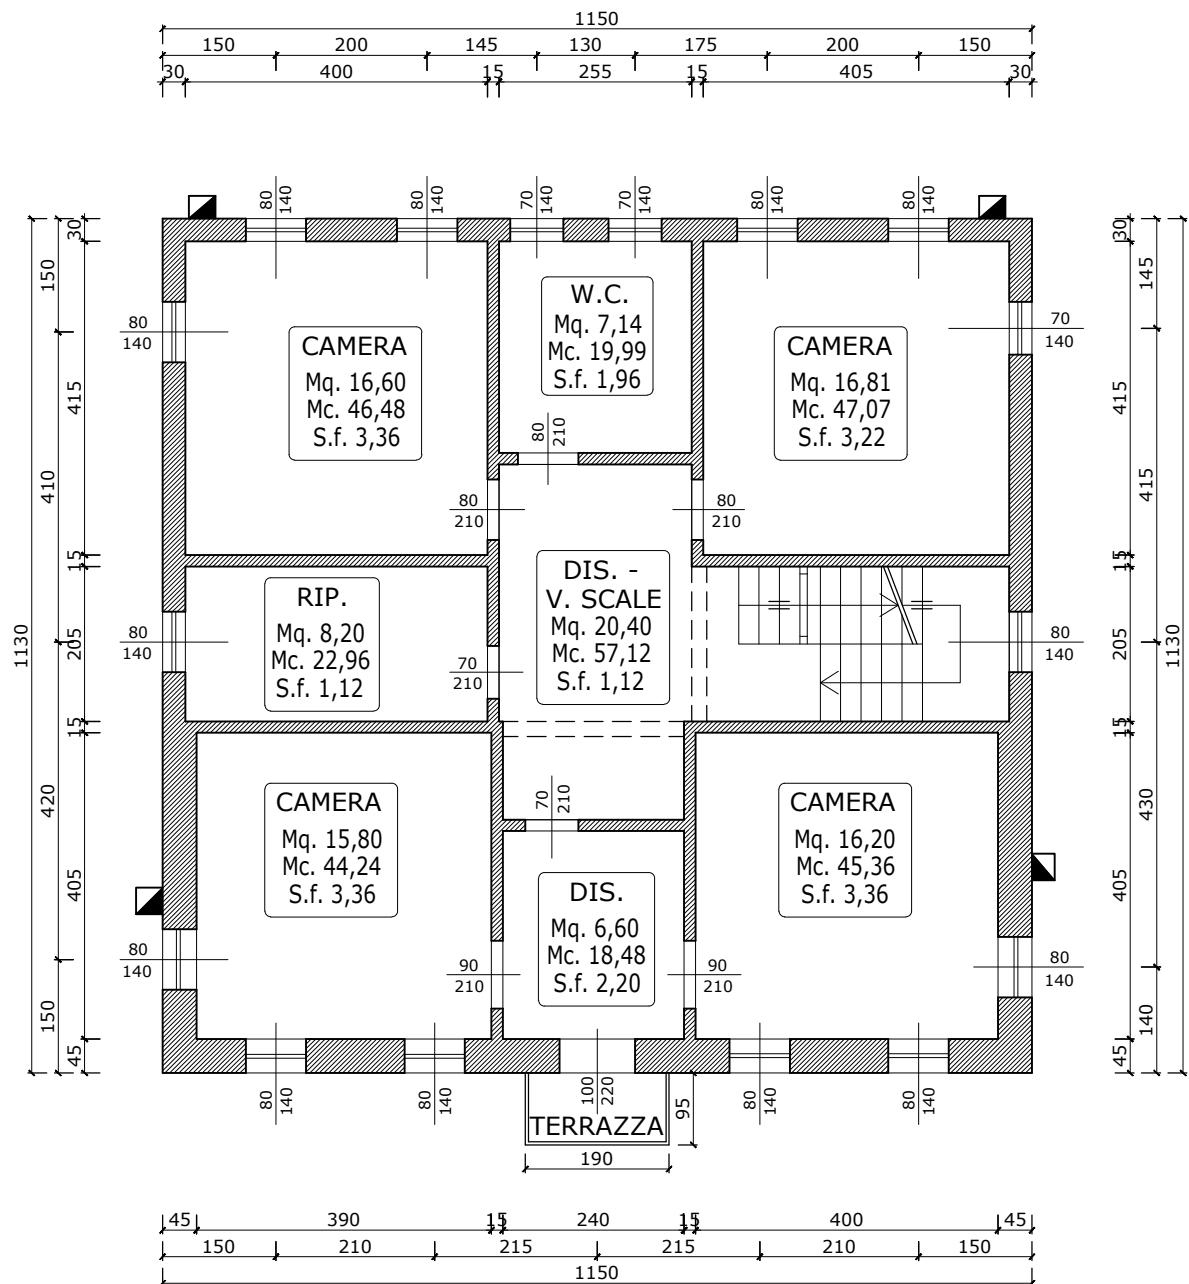 1150
150 200 145 130 175 200 150
30 400 15 255 15 405 30
80 140
80 140
70 140
70 140
80 140
80 140
30
150
415
410
15
1130
205
15
420
405
150
45
30
145
415
415
15
205
1130
15
430
405
140
45
80
140
70
140
W.C.
Mq. 7,14
Mc. 19,99
S.f. 1,96
CAMERA
Mq. 16,60
Mc. 46,48
S.f. 3,36
CAMERA
Mq. 16,81
Mc. 47,07
S.f. 3,22
80 210
80
210
80
210
DIS. -
V. SCALE
Mq. 20,40
Mc. 57,12
S.f. 1,12
RIP.
Mq. 8,20
Mc. 22,96
S.f. 1,12
80
140
70
210
80
140
70 210
CAMERA
Mq. 15,80
Mc. 44,24
S.f. 3,36
CAMERA
Mq. 16,20
Mc. 45,36
S.f. 3,36
DIS.
Mq. 6,60
Mc. 18,48
S.f. 2,20
80
140
90
210
90
210
80
140
80 140
80 140
100 220
80 140
80 140
TERRAZZA
95
190
45 390 15 240 15 400 45
150 210 215 215 210 150
1150